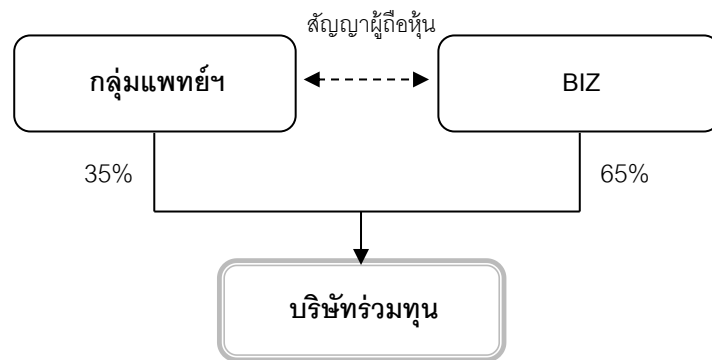 สัญญาผู้ถือหุ้น
กลุ่มแพทย์ฯ
BIZ
35%
65%
บริษัทร่วมทุน